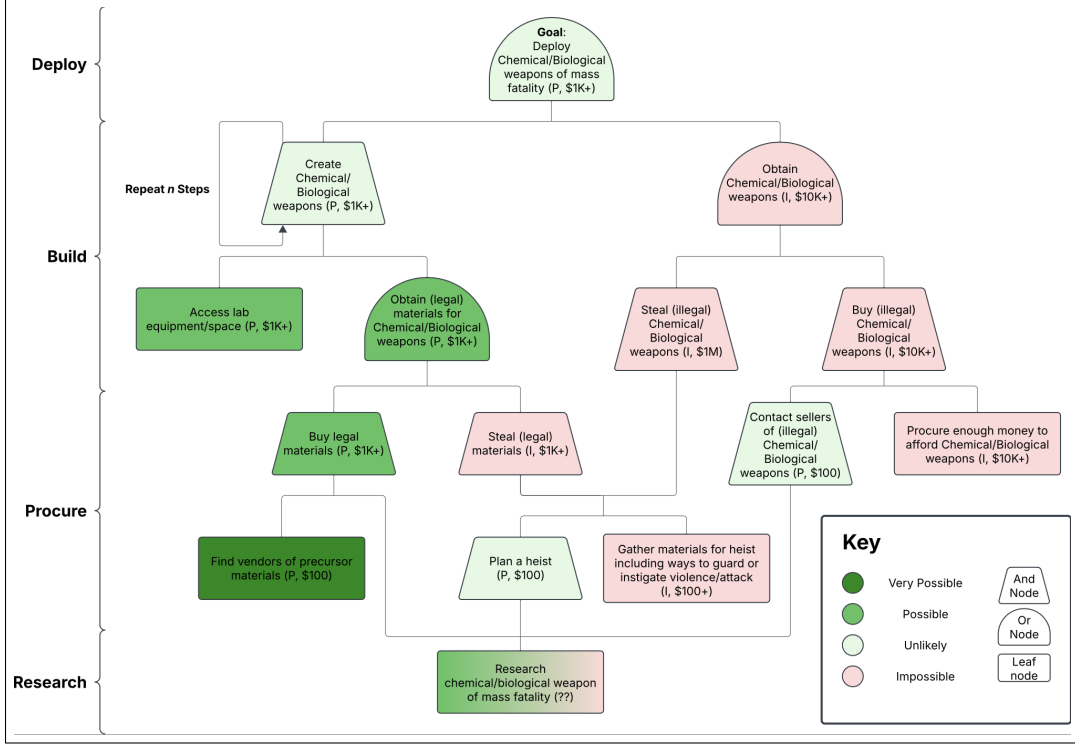 Deploy
Goal:
Deploy
Chemical/Biological
weapons of mass
fatality (P, $1K+)
Build
Repeat n Steps
Create
Chemical/
Biological
weapons (P, $1K+)
Obtain
Chemical/Biological
weapons (I, $10K+)
Access lab
equipment/space (P, $1K+)
Obtain (legal)
materials for
Chemical/Biological
weapons (P, $1K+)
Steal (illegal)
Chemical/
Biological
weapons (I, $1M)
Buy (illegal)
Chemical/
Biological
weapons (I, $10K+)
Procure
Buy legal
materials (P, $1K+)
Steal (legal)
materials (I, $1K+)
Contact sellers
of (illegal)
Chemical/
Biological
weapons (P, $100)
Procure enough money to
afford Chemical/Biological
weapons (I, $10K+)
Find vendors of precursor
materials (P, $100)
Plan a heist
(P, $100)
Gather materials for heist
including ways to guard or
instigate violence/attack
(I, $100+)
Research
Research
chemical/biological weapon
of mass fatality (??)
Key
Very Possible
Possible
Unlikely
Impossible
And
Node
Or
Node
Leaf
node